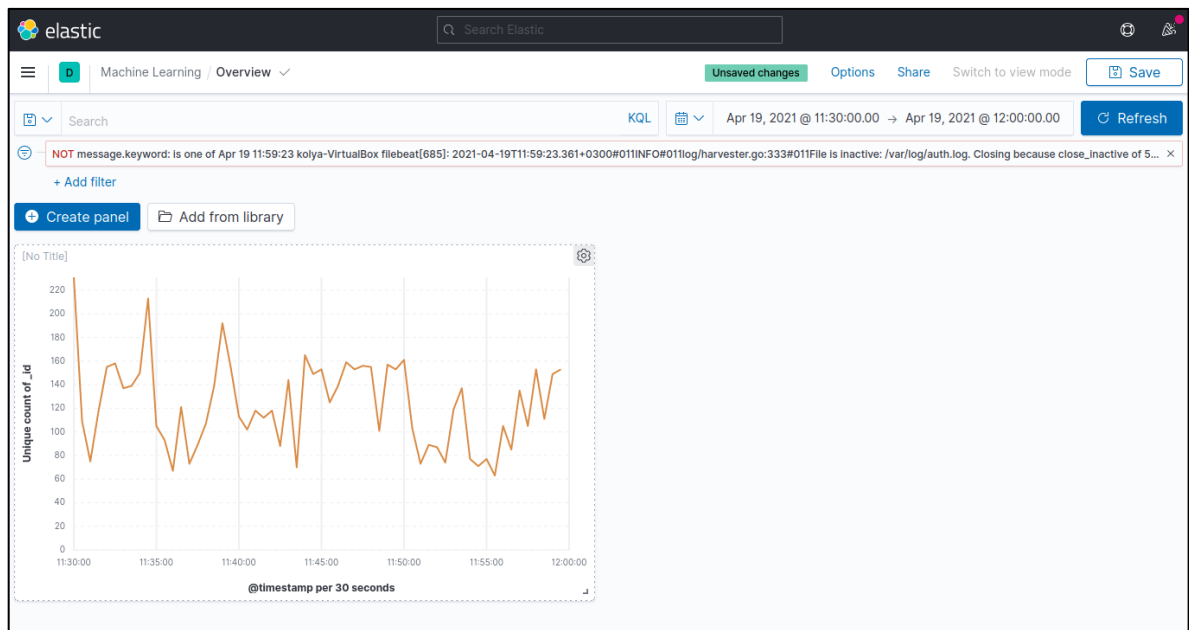 elastic
Search Elastic
D
Machine Learning / Overview
Unsaved changes
Options
Share
Switch to view mode
Save
Search
KQL
Apr 19, 2021 @ 11:30:00.00 → Apr 19, 2021 @ 12:00:00.00
Refresh
NOT message.keyword: is one of Apr 19 11:59:23 kolya-VirtualBox filebeat[685]: 2021-04-19T11:59:23.361+0300#011INFO#011log/harvester.go:333#011File is inactive: /var/log/auth.log. Closing because close_inactive of 5... ×
+ Add filter
Create panel
Add from library
[No Title]
220
200
180
160
140
120
100
80
60
40
20
0
Unique count of _id
11:30:00 11:35:00 11:40:00 11:45:00 11:50:00 11:55:00 12:00:00
@timestamp per 30 seconds